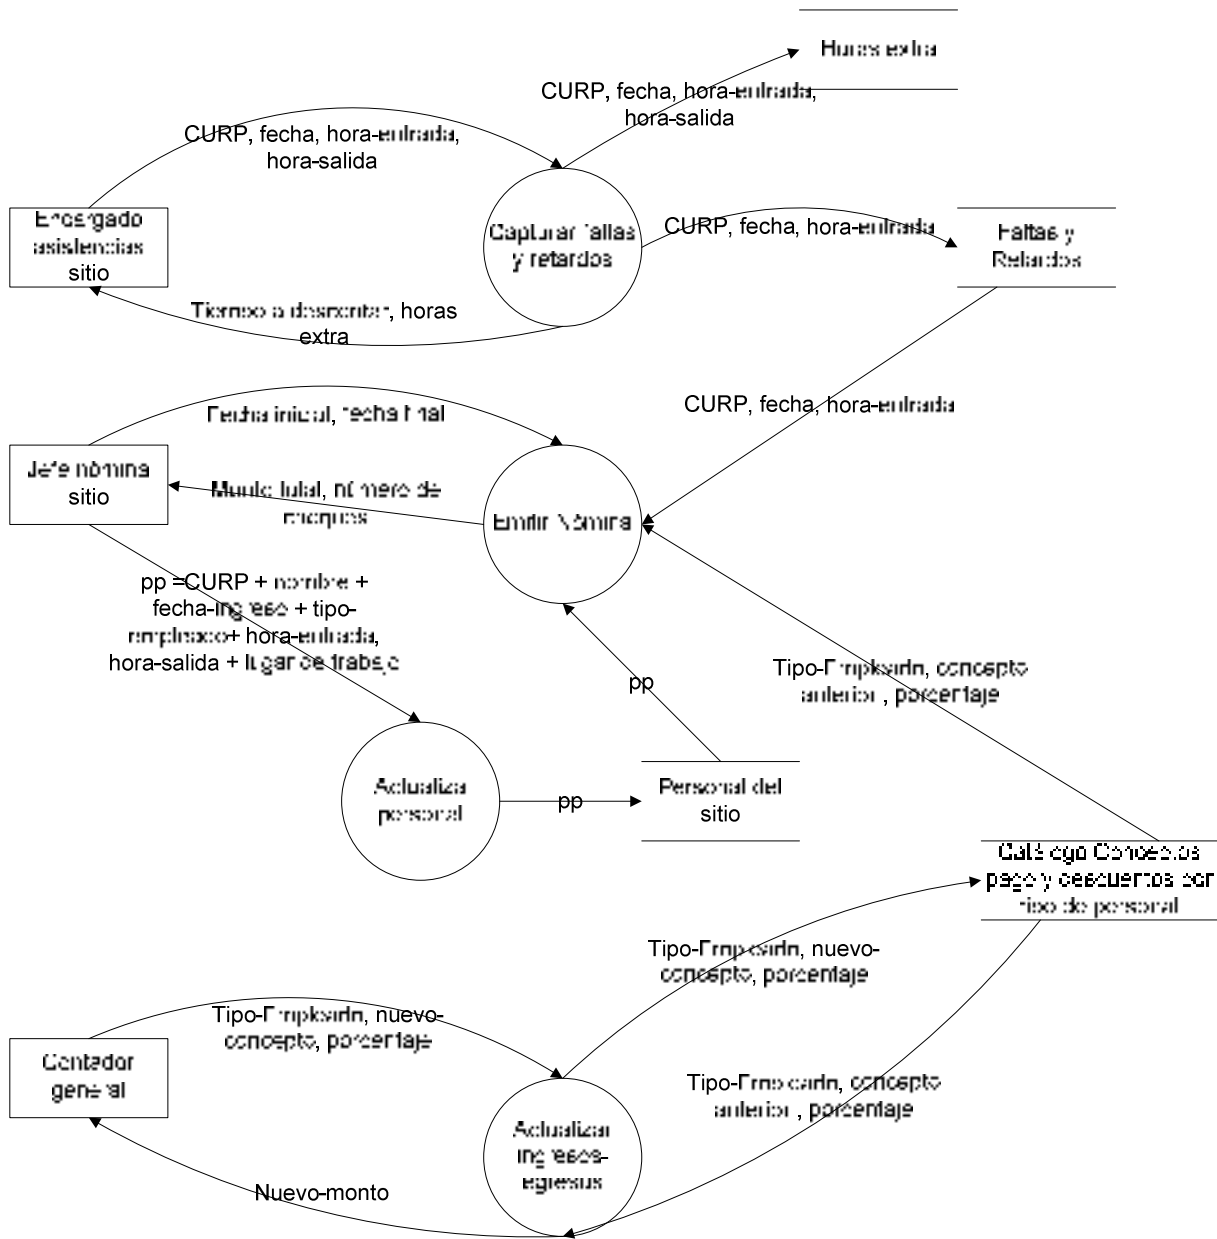 Horas extra
CURP, fecha, hora-entrada,
hora-salida
CURP, fecha, hora-entrada,
hora-salida
Encargado
asistencias
sitio
Capturar faltas
y retardos
CURP, fecha, hora-entrada
Faltas y
Retardos
Tiempo a descontar, horas
extra
CURP, fecha, hora-entrada
Fecha inicial, fecha final
Jefe nómina
sitio
Monto total, número de
cheques
Emitir Nómina
pp =CURP + nombre +
fecha-ingreso + tipo-
empleado+ hora-entrada,
hora-salida + lugar de trabajo
Tipo-Empleado, concepto
anterior, porcentaje
pp
Actualiza
personal
pp
Personal del
sitio
Catálogo Conceptos
pago y descuentos por
tipo de personal
Tipo-Empleado, nuevo-
concepto, porcentaje
Tipo-Empleado, nuevo-
concepto, porcentaje
Contador
general
Tipo-Empleado, concepto
anterior, porcentaje
Actualizar
ingresos-
egresos
Nuevo-monto